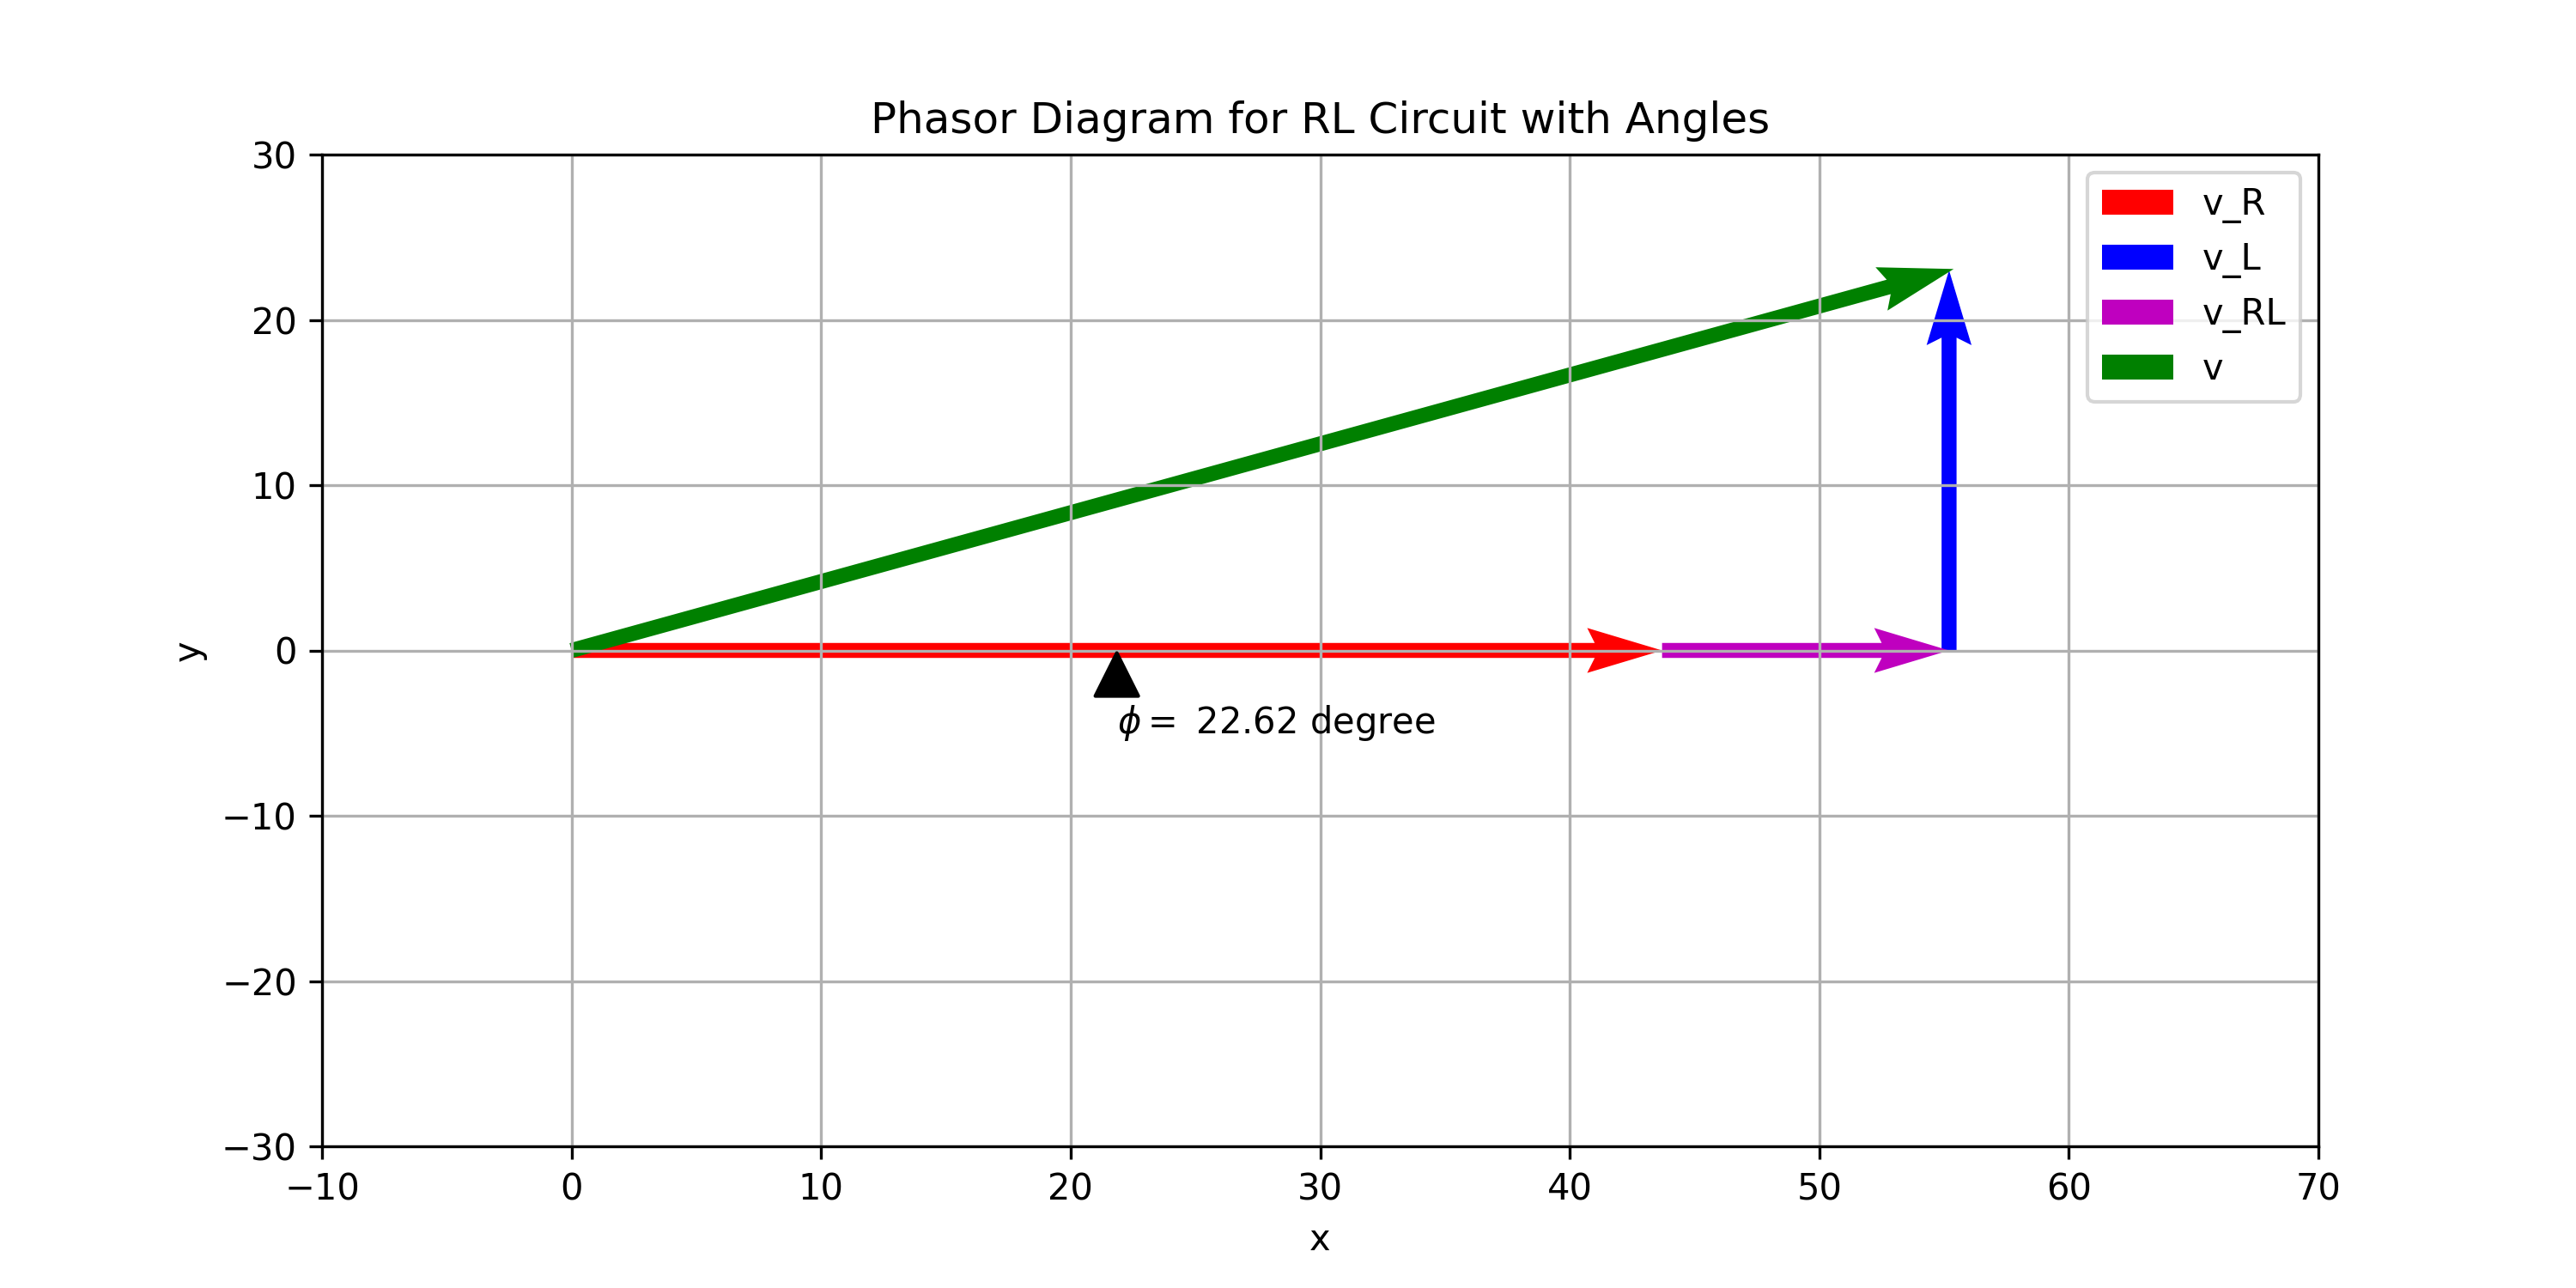 Phasor Diagram for RL Circuit with Angles
30
20
10
0
−10
−20
−30
y
v_R
v_L
v_RL
v
ϕ = 22.62 degree
−10 0 10 20 30 40 50 60 70
x